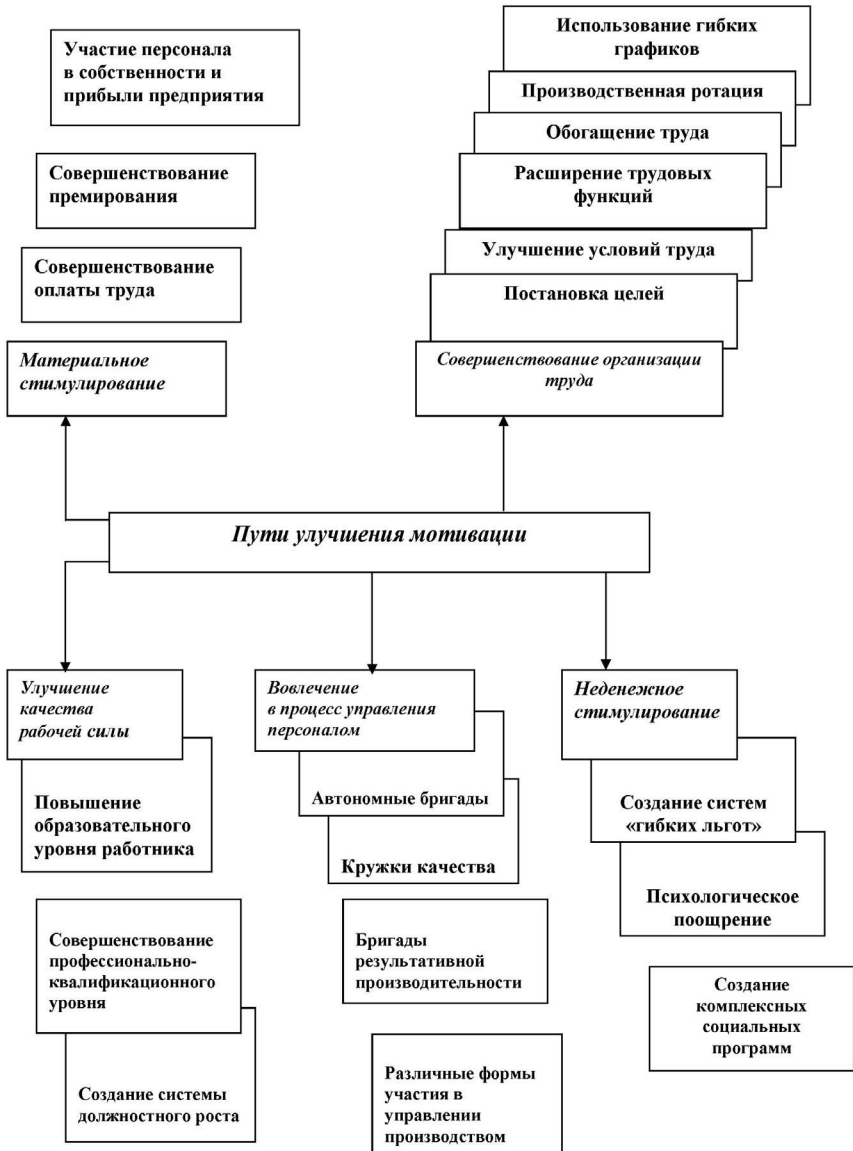 Участие персонала
в собственности и
прибыли предприятия
Совершенствование
премирования
Совершенствование
оплаты труда
Материальное
стимулирование
Использование гибких
графиков
Производственная ротация
Обогащение труда
Расширение трудовых
функций
Улучшение условий труда
Постановка целей
Совершенствование организации
труда
Пути улучшения мотивации
Улучшение
качества
рабочей силы
Повышение
образовательного
уровня работника
Совершенствование
профессионально-
квалификационного
уровня
Создание системы
должностного роста
Вовлечение
в процесс управления
персоналом
Автономные бригады
Кружки качества
Бригады
результативной
производительности
Различные формы
участия в
управлении
производством
Неденежное
стимулирование
Создание систем
«гибких льгот»
Психологическое
поощрение
Создание
комплексных
социальных
программ